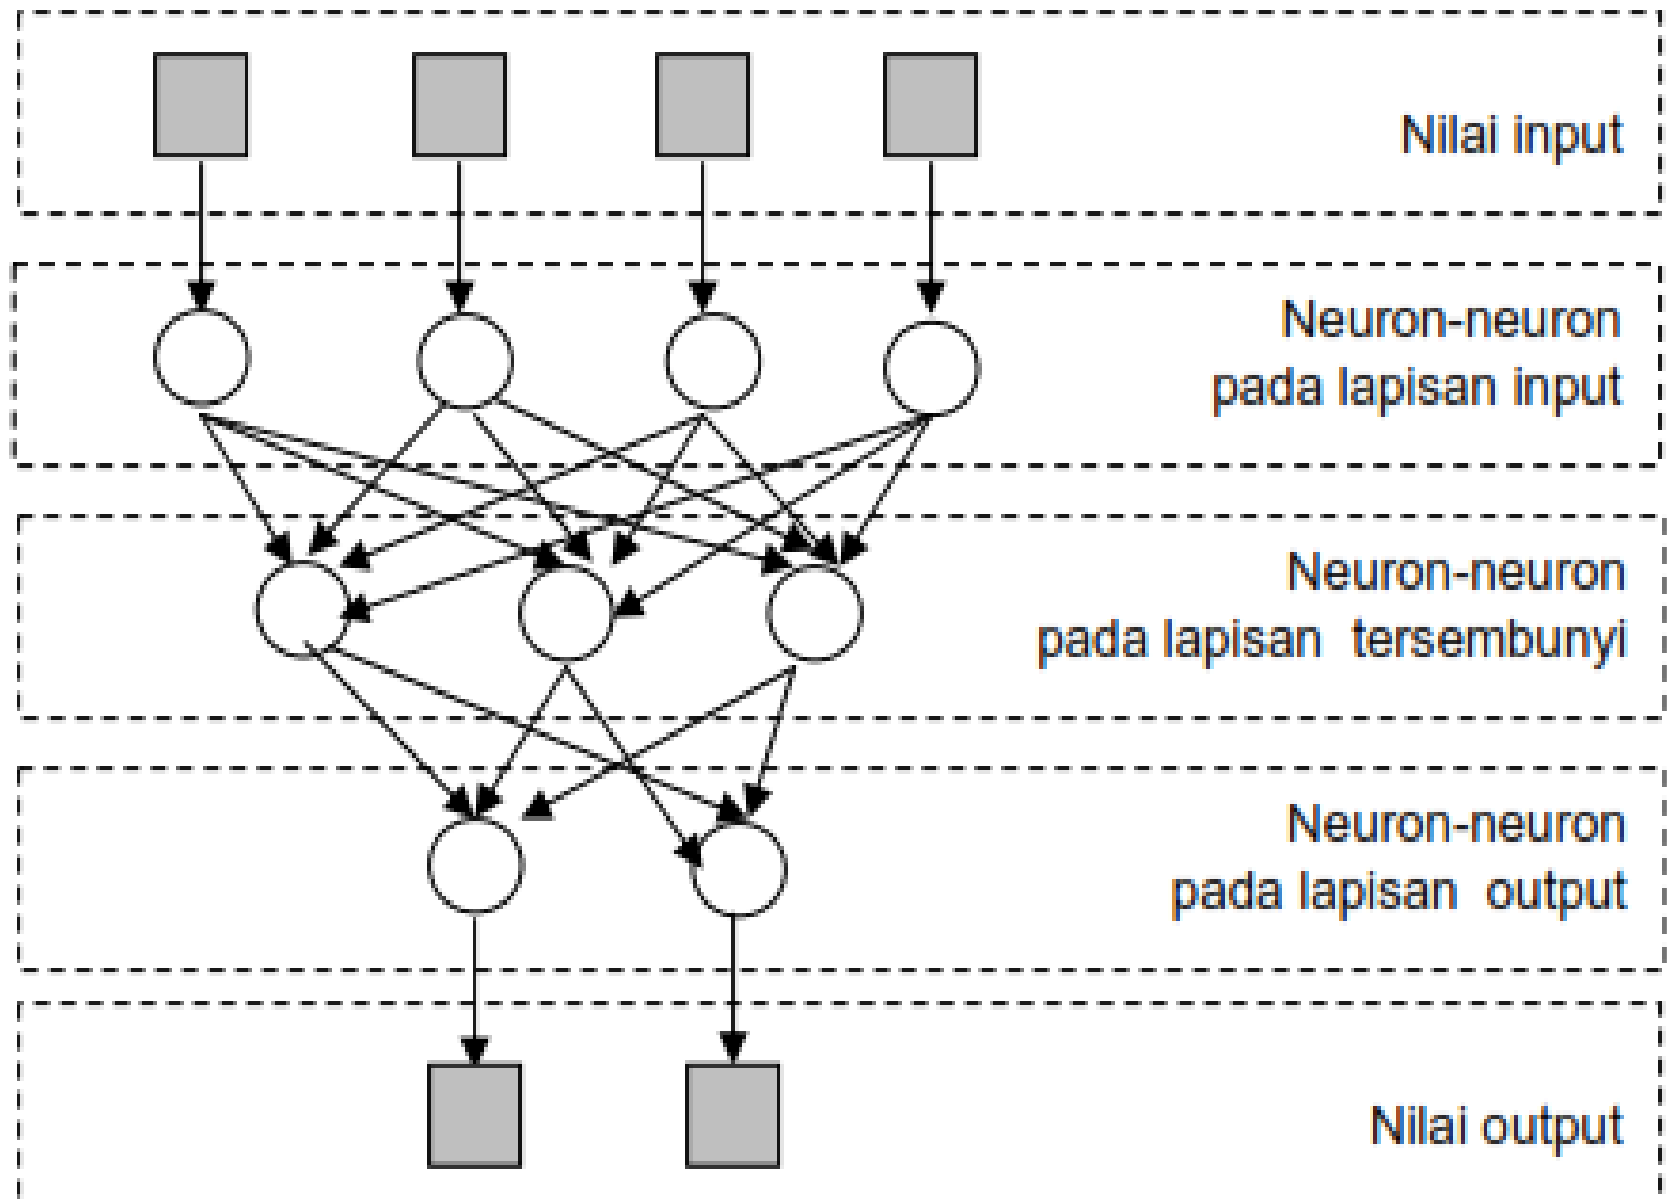 Nilai input
Neuron-neuron
pada lapisan input
Neuron-neuron
pada lapisan  tersembunyi
Neuron-neuron
pada lapisan  output
Nilai output